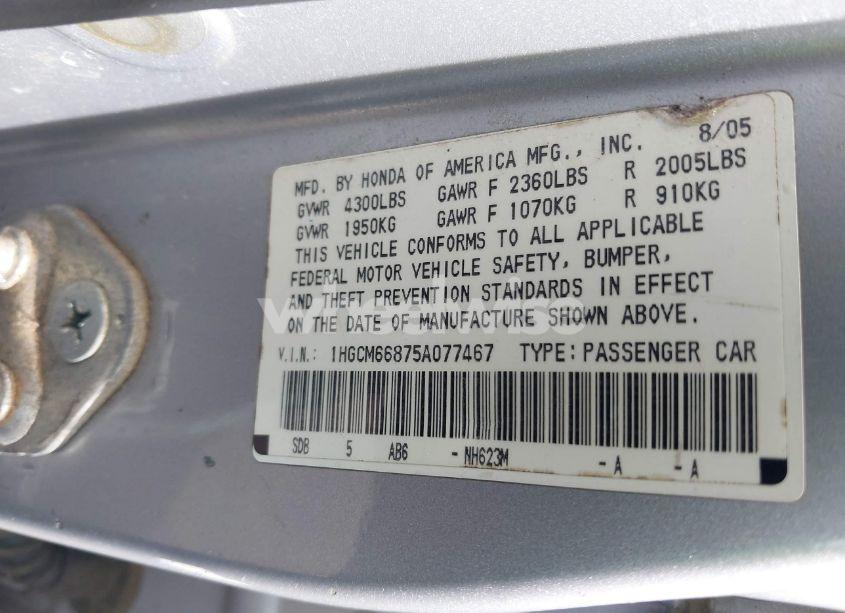 8/05
MFD. BY HONDA OF AMERICA MFG., INC.
GVWR 4300LBS GAWR F 2360LBS R 2005LBS
GVWR 1950KG GAWR F 1070KG R 910KG
THIS VEHICLE CONFORMS TO ALL APPLICABLE
FEDERAL MOTOR VEHICLE SAFETY, BUMPER,
AND THEFT PREVENTION STANDARDS IN EFFECT
ON THE DATE OF MANUFACTURE SHOWN ABOVE.
wheelwise
V.I.N.: 1HGCM66875A077467 TYPE: PASSENGER CAR
SDB 5 AB6 - NH623M - A - A